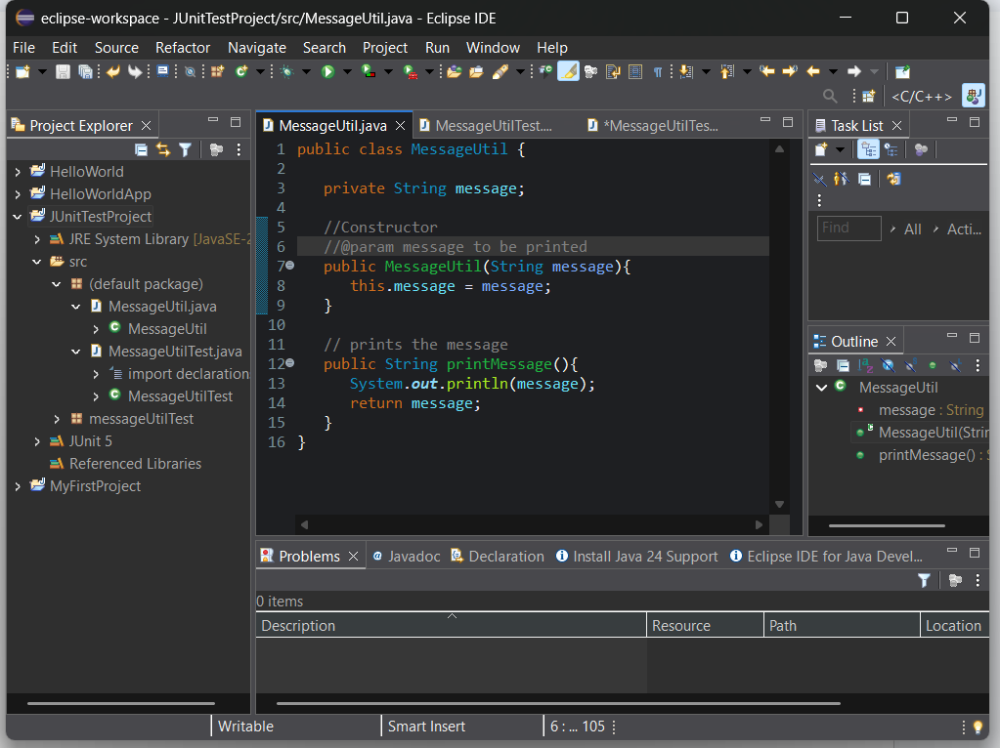 eclipse-workspace - JUnitTestProject/src/MessageUtil.java - Eclipse IDE
File Edit Source Refactor Navigate Search Project Run Window Help
<C/C++>
Project Explorer
HelloWorld
HelloWorldApp
JUnitTestProject
JRE System Library [JavaSE-2
src
(default package)
MessageUtil.java
MessageUtil
MessageUtilTest.java
import declaration
MessageUtilTest
messageUtilTest
JUnit 5
Referenced Libraries
MyFirstProject
MessageUtil.java MessageUtilTest.... *MessageUtilTes...
1 public class MessageUtil {
2
3 private String message;
4
5 //Constructor
6 //@param message to be printed
7 public MessageUtil(String message){
8 this.message = message;
9 }
10
11 // prints the message
12 public String printMessage(){
13 System.out.println(message);
14 return message;
15 }
16 }
Task List
Find All Acti...
Outline
MessageUtil
message : String
MessageUtil(Strin
printMessage() : S
Problems Javadoc Declaration Install Java 24 Support Eclipse IDE for Java Devel...
0 items
Description Resource Path Location
Writable Smart Insert 6 : ... 105